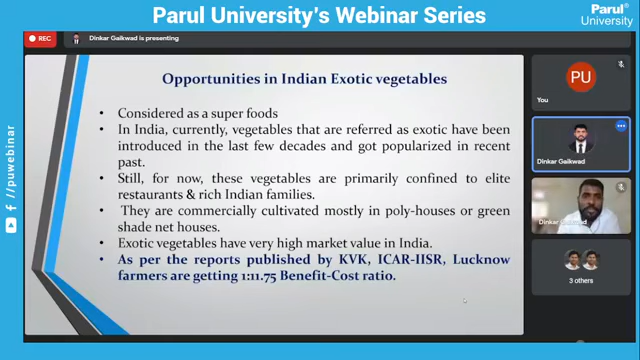 Parul University's Webinar Series
Parul®
University
REC
Dinkar Gaikwad is presenting
Opportunities in Indian Exotic vegetables
• Considered as a super foods
• In India, currently, vegetables that are referred as exotic have been
introduced in the last few decades and got popularized in recent
past.
• Still, for now, these vegetables are primarily confined to elite
restaurants & rich Indian families.
• They are commercially cultivated mostly in poly-houses or green
shade net houses.
• Exotic vegetables have very high market value in India.
• As per the reports published by KVK, ICAR-IISR, Lucknow
farmers are getting 1:11.75 Benefit-Cost ratio.
PU
You
Dinkar Gaikwad
Dinkar Gaikwad
3 others
/puwebinar